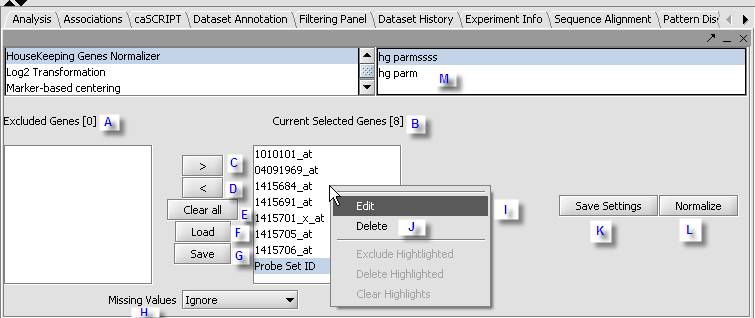 Analysis Associations caSCRIPT Dataset Annotation Filtering Panel Dataset History Experiment Info Sequence Alignment Pattern Dis
HouseKeeping Genes Normalizer
Log2 Transformation
Marker-based centering
hg parmssss
hg parm
M
Excluded Genes [0] A
Current Selected Genes [8] B
> C
< D
Clear all E
Load F
Save G
1010101_at
04091969_at
1415684_at
1415691_at
1415701_x_at
1415705_at
1415706_at
Probe Set ID
Edit I
Delete J
Exclude Hightlighted
Delete Highlighted
Clear Highlights
Save Settings Normalize
K L
Missing Values Ignore
H